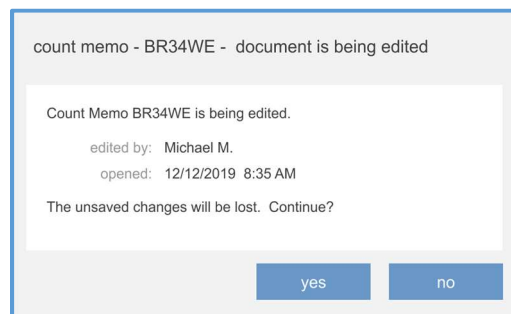 count memo - BR34WE - document is being edited
Count Memo BR34WE is being edited.
edited by: Michael M.
opened: 12/12/2019 8:35 AM
The unsaved changes will be lost. Continue?
yes no